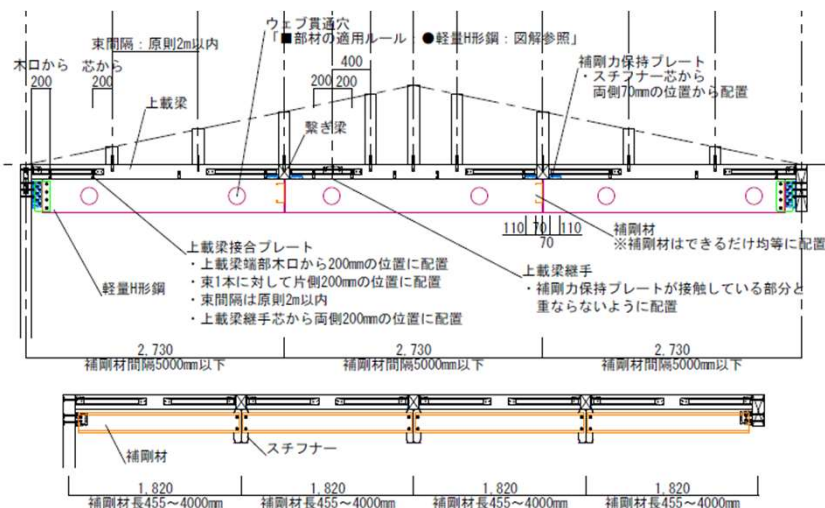 ウェブ貫通穴
「■部材の適用ルール：●軽量H形鋼：図解参照」
束間隔：原則2m以内
木口から
200
芯から
200
上載梁
400
200 200
繋ぎ梁
補剛力保持プレート
・スチフナー芯から
両側70mmの位置から配置
軽量H形鋼
上載梁接合プレート
・上載梁端部木口から200mmの位置に配置
・束1本に対して片側200mmの位置に配置
・束間隔は原則2m以内
・上載梁継手芯から両側200mmの位置に配置
110 70 110
70
補剛材
※補剛材はできるだけ均等に配置
上載梁継手
・補剛力保持プレートが接触している部分と
重ならないように配置
2,730 2,730 2,730
補剛材間隔5000mm以下 補剛材間隔5000mm以下 補剛材間隔5000mm以下
補剛材
スチフナー
1,820 1,820 1,820 1,820
補剛材長455～4000mm 補剛材長455～4000mm 補剛材長455～4000mm 補剛材長455～4000mm